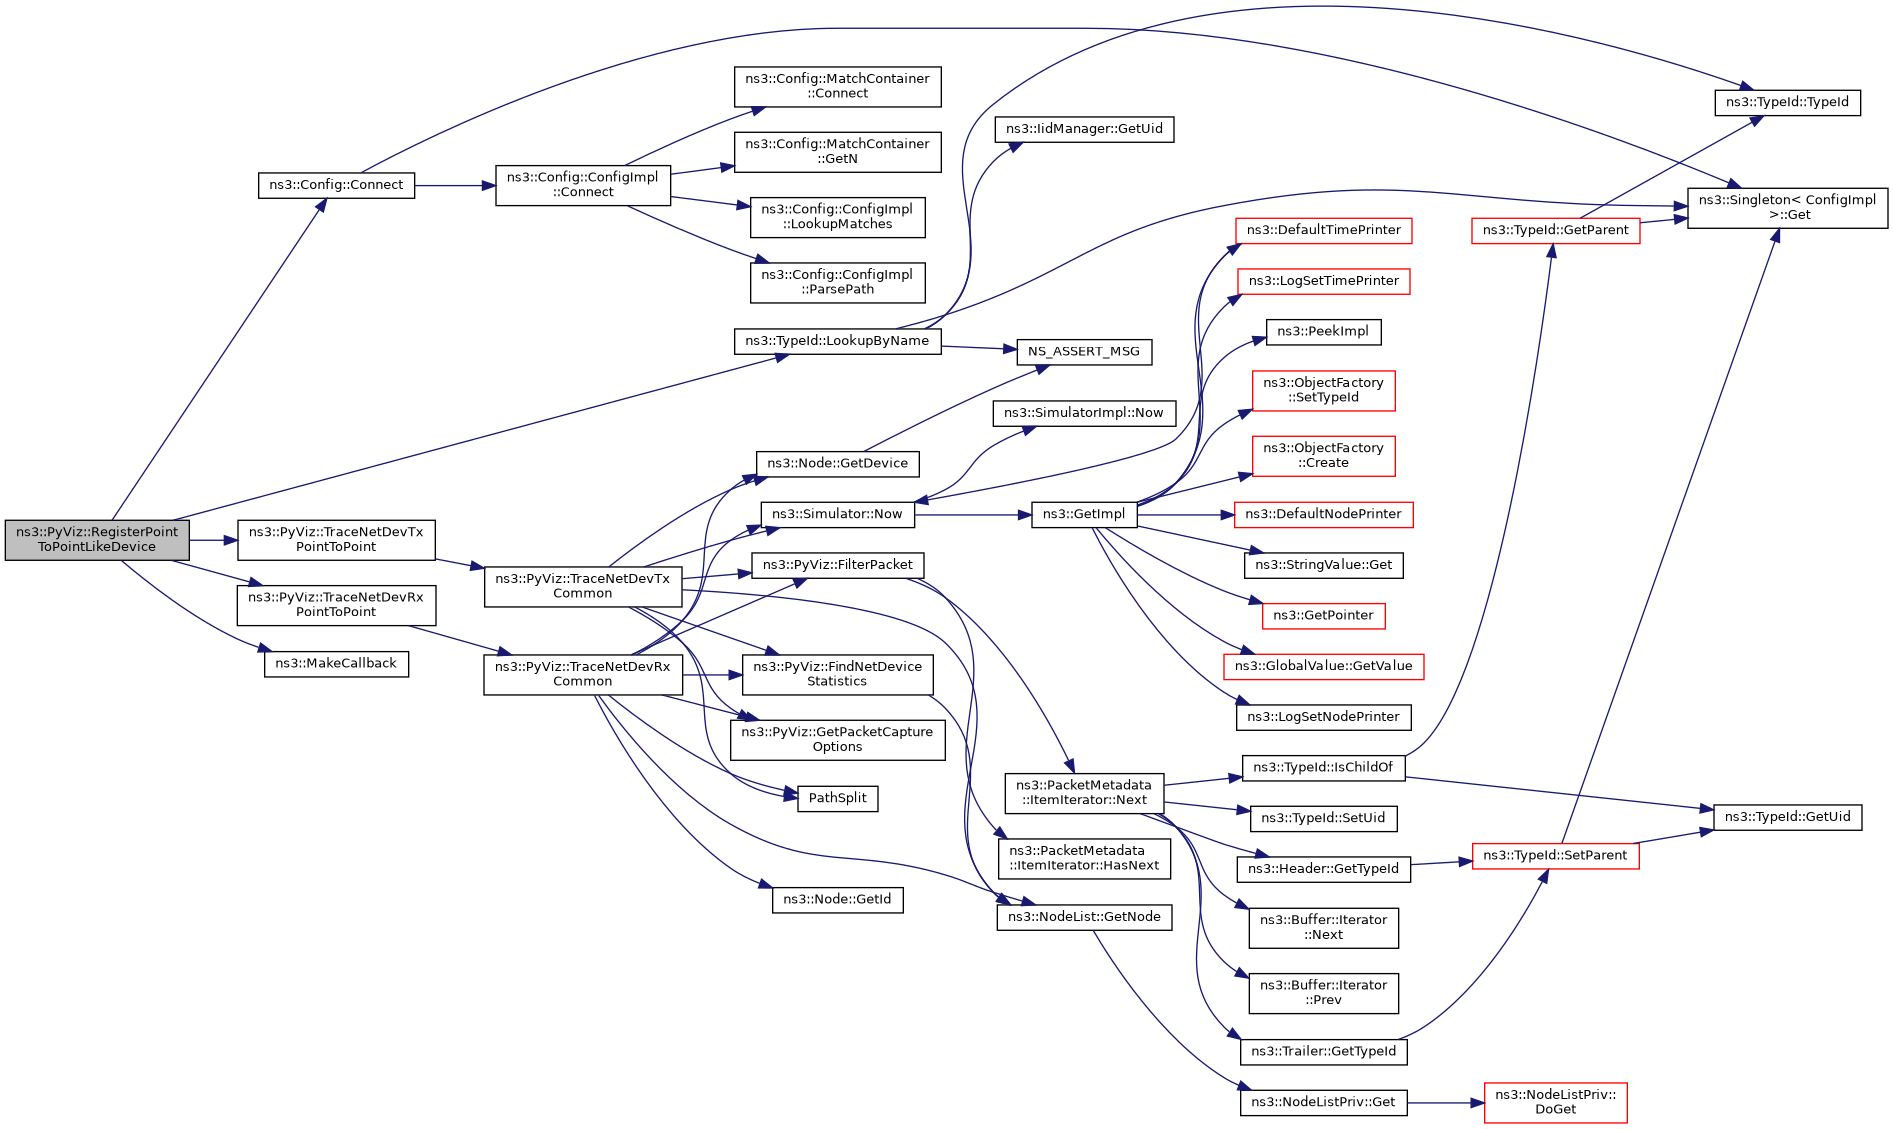 ns3::PyViz::RegisterPoint
ToPointLikeDevice
ns3::Config::Connect
ns3::PyViz::TraceNetDevTx
PointToPoint
ns3::PyViz::TraceNetDevRx
PointToPoint
ns3::MakeCallback
ns3::Config::ConfigImpl
::Connect
ns3::PyViz::TraceNetDevTx
Common
ns3::PyViz::TraceNetDevRx
Common
ns3::Config::MatchContainer
::Connect
ns3::Config::MatchContainer
::GetN
ns3::Config::ConfigImpl
::LookupMatches
ns3::Config::ConfigImpl
::ParsePath
ns3::TypeId::LookupByName
ns3::Node::GetDevice
ns3::Simulator::Now
ns3::PyViz::FilterPacket
ns3::PyViz::FindNetDevice
Statistics
ns3::PyViz::GetPacketCapture
Options
PathSplit
ns3::Node::GetId
ns3::IidManager::GetUid
NS_ASSERT_MSG
ns3::SimulatorImpl::Now
ns3::GetImpl
ns3::PacketMetadata
::ItemIterator::Next
ns3::PacketMetadata
::ItemIterator::HasNext
ns3::NodeList::GetNode
ns3::DefaultTimePrinter
ns3::LogSetTimePrinter
ns3::PeekImpl
ns3::ObjectFactory
::SetTypeId
ns3::ObjectFactory
::Create
ns3::DefaultNodePrinter
ns3::StringValue::Get
ns3::GetPointer
ns3::GlobalValue::GetValue
ns3::LogSetNodePrinter
ns3::TypeId::IsChildOf
ns3::TypeId::SetUid
ns3::Header::GetTypeId
ns3::Buffer::Iterator
::Next
ns3::Buffer::Iterator
::Prev
ns3::Trailer::GetTypeId
ns3::NodeListPriv::Get
ns3::TypeId::GetParent
ns3::TypeId::SetParent
ns3::NodeListPriv::
DoGet
ns3::TypeId::TypeId
ns3::Singleton< ConfigImpl
>::Get
ns3::TypeId::GetUid